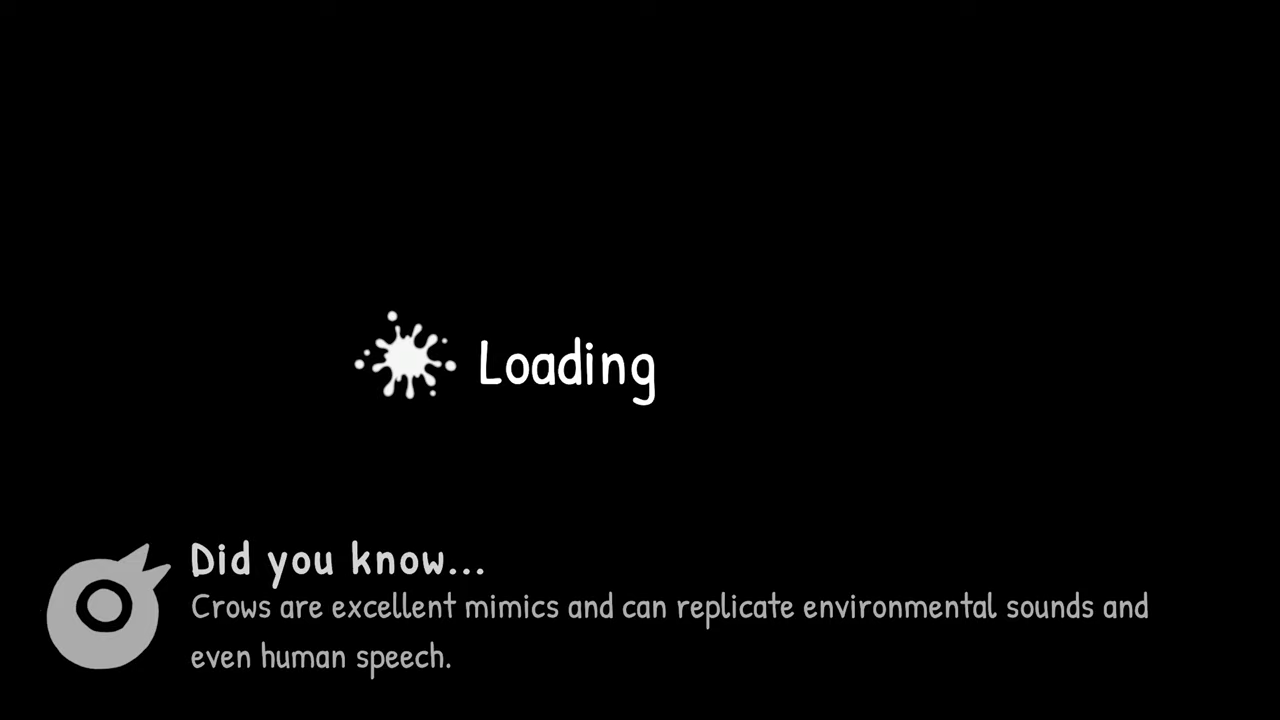 Loading
Did you know...
Crows are excellent mimics and can replicate environmental sounds and
even human speech.